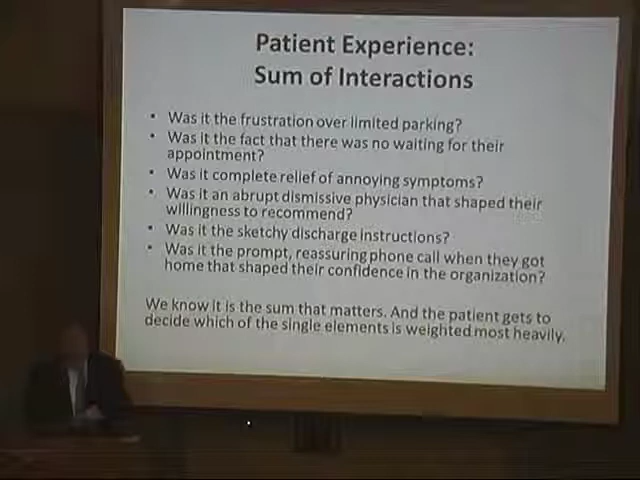 Patient Experience:
Sum of Interactions
• Was it the frustration over limited parking?
• Was it the fact that there was no waiting for their
appointment?
• Was it complete relief of annoying symptoms?
• Was it an abrupt dismissive physician that shaped their
willingness to recommend?
• Was it the sketchy discharge instructions?
• Was it the prompt, reassuring phone call when they got
home that shaped their confidence in the organization?
We know it is the sum that matters. And the patient gets to
decide which of the single elements is weighted most heavily.